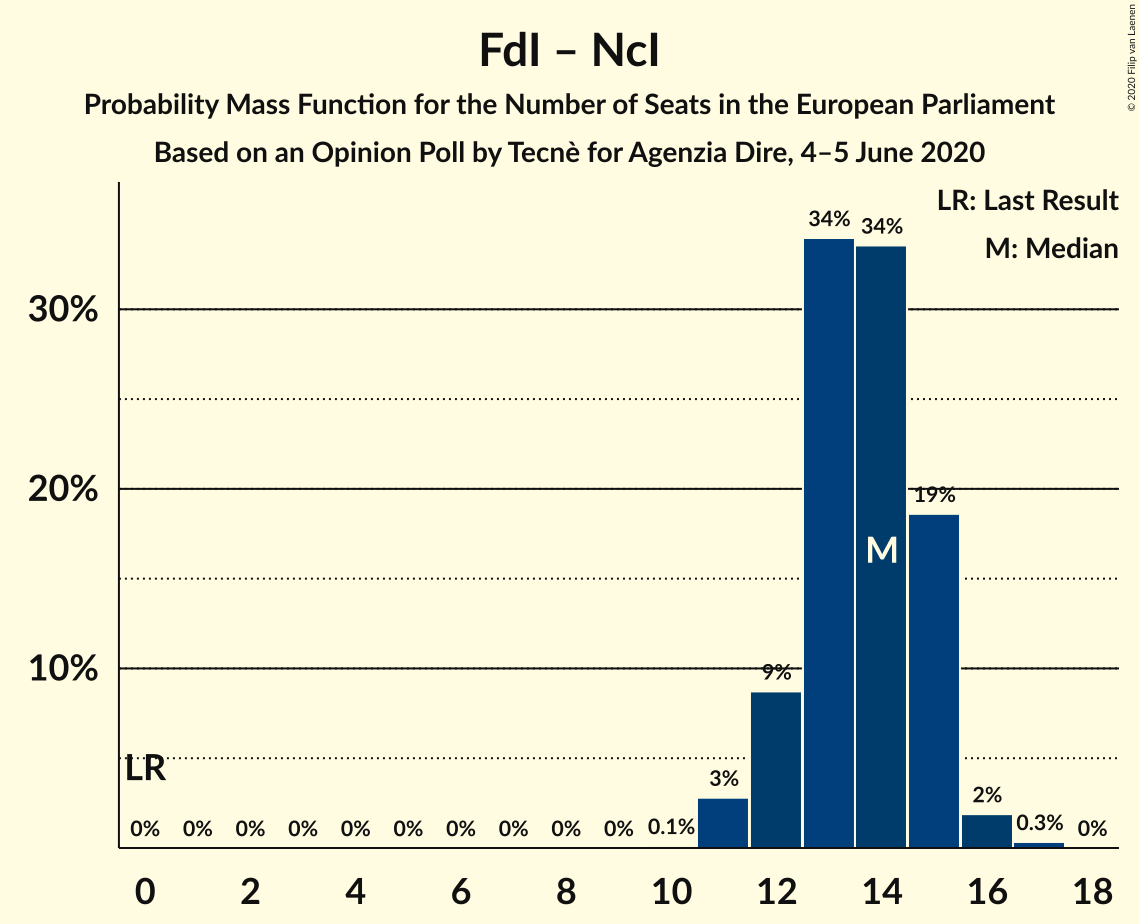 FdI – NcI
Probability Mass Function for the Number of Seats in the European Parliament
Based on an Opinion Poll by Tecnè for Agenzia Dire, 4–5 June 2020
© 2020 Filip van Laenen
LR: Last Result
M: Median
30%
20%
10%
LR
M
0% 0% 0% 0% 0% 0% 0% 0% 0% 0% 0.1% 3% 9% 34% 34% 19% 2% 0.3% 0%
0 2 4 6 8 10 12 14 16 18